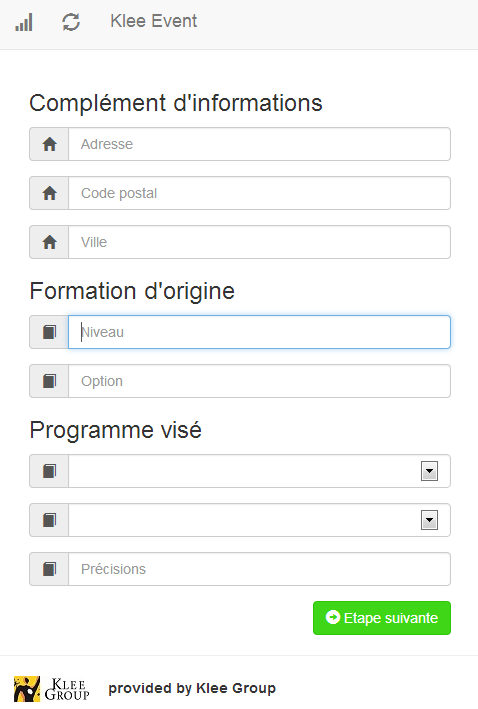 Klee Event
Complément d'informations
Adresse
Code postal
Ville
Formation d'origine
Niveau
Option
Programme visé
Précisions
Etape suivante
KLEE
GROUP
provided by Klee Group